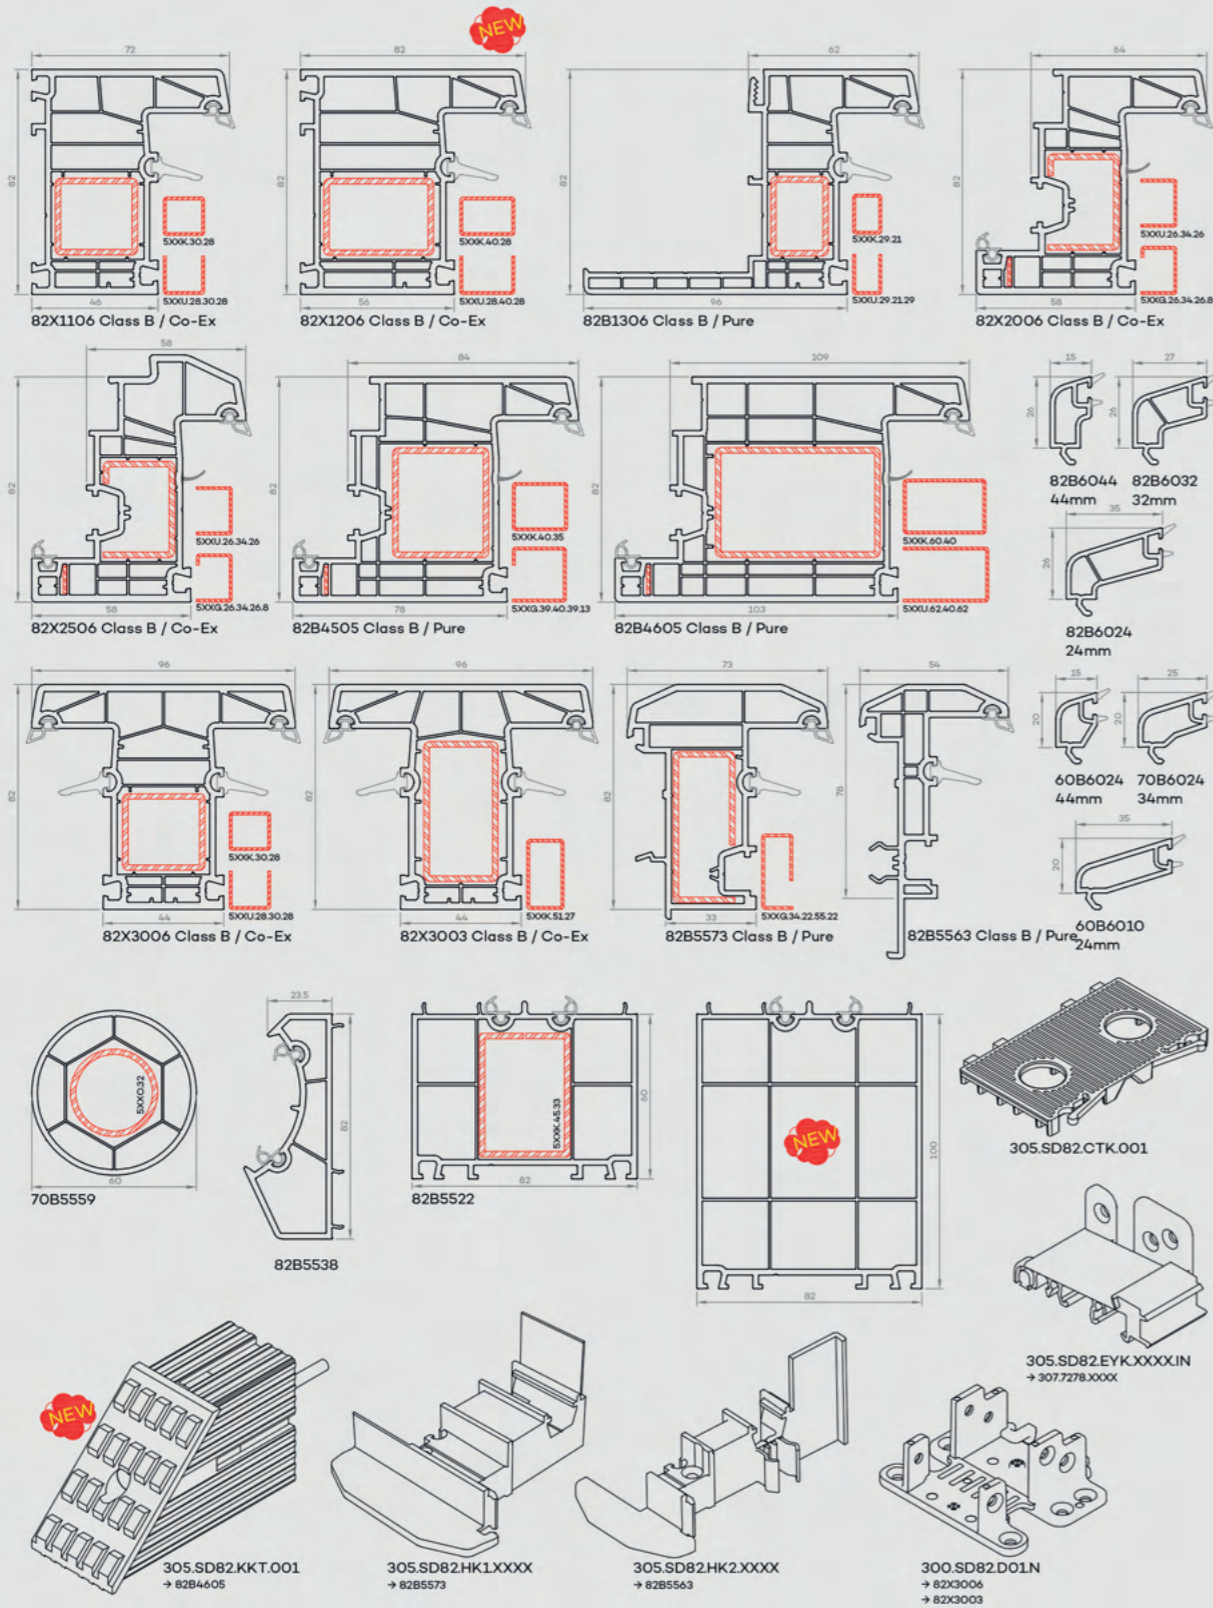 NEW
72
82
62
64
82
82
82
82
5XXK.30.28
5XXU.28.30.28
5XXK.40.28
5XXU.28.40.28
5XXK.29.21
5XXU.29.21.29
5XXU.26.34.26
5XXG.26.34.26.8
46
56
96
58
82X1106 Class B / Co-Ex
82X1206 Class B / Co-Ex
82B1306 Class B / Pure
82X2006 Class B / Co-Ex
58
84
109
15
27
82
82
82
26
26
5XXU.26.34.26
5XXG.26.34.26.8
5XXK.40.35
5XXG.39.40.39.13
5XXK.60.40
5XXU.62.40.62
82B6044
44mm
82B6032
32mm
35
26
82B6024
24mm
58
78
103
82X2506 Class B / Co-Ex
82B4505 Class B / Pure
82B4605 Class B / Pure
96
96
73
54
15
25
82
82
82
78
20
20
60B6024
44mm
70B6024
34mm
5XXK.30.28
5XXU.28.30.28
5XXK.51.27
5XXG.34.22.55.22
35
20
60B6010
24mm
44
44
33
82X3006 Class B / Co-Ex
82X3003 Class B / Co-Ex
82B5573 Class B / Pure
82B5563 Class B / Pure
5XXO.32
60
70B5559
23.5
82
82B5538
5XXK.45.33
60
82
82B5522
NEW
100
82
305.SD82.CTK.001
305.SD82.EYK.XXXX.IN
→ 307.7278.XXXX
NEW
305.SD82.KKT.001
→ 82B4605
305.SD82.HK1.XXXX
→ 82B5573
305.SD82.HK2.XXXX
→ 82B5563
300.SD82.D01.N
→ 82X3006
→ 82X3003